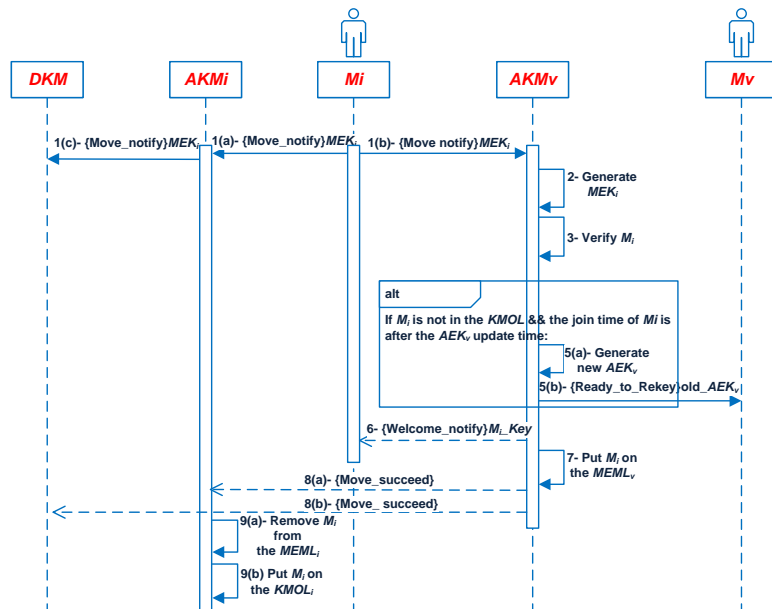 DKM
AKMi
Mi
AKMv
Mv
1(c)- {Move_notify}MEKi
1(a)- {Move_notify}MEKi
1(b)- {Move notify}MEKi
2- Generate
MEKi
3- Verify Mi
alt
If Mi is not in the KMOL && the join time of Mi is
after the AEKv update time:
5(a)- Generate
new AEKv
5(b)- {Ready_to_Rekey}old_AEKv
6- {Welcome_notify}Mi_Key
7- Put Mi on
the MEMLv
8(a)- {Move_succeed}
8(b)- {Move_ succeed}
9(a)- Remove Mi
from
the MEMLi
9(b) Put Mi on
the KMOLi